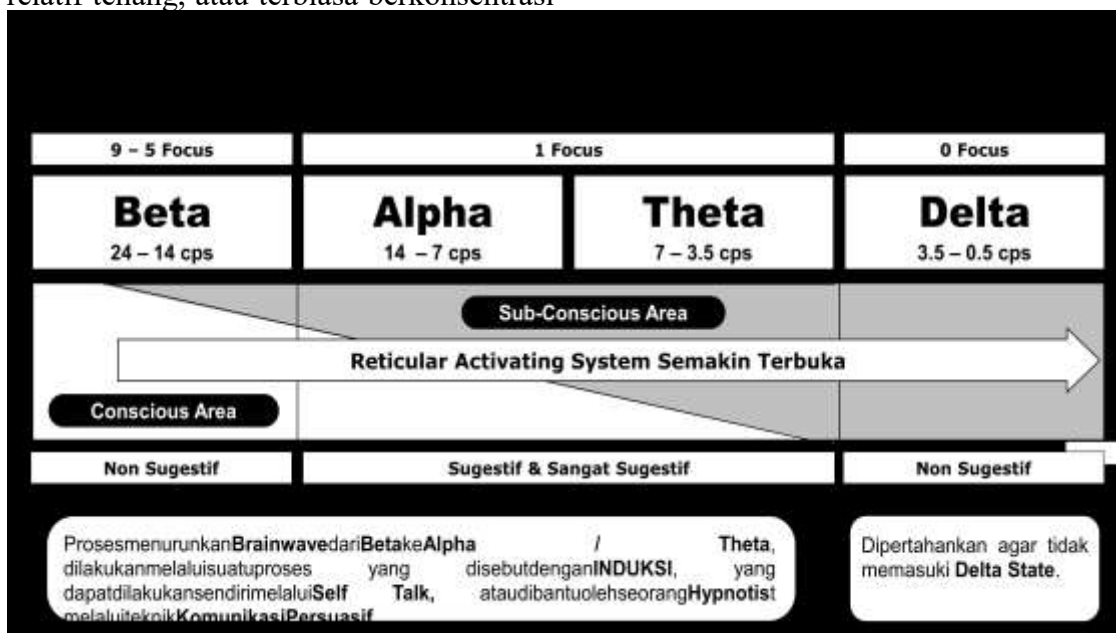 relatif tenang, atau terbiasa berkonsentrasi
9 – 5 Focus
1 Focus
0 Focus
Beta
24 – 14 cps
Alpha
14 – 7 cps
Theta
7 – 3.5 cps
Delta
3.5 – 0.5 cps
Sub-Conscious Area
Reticular Activating System Semakin Terbuka
Conscious Area
Non Sugestif
Sugestif & Sangat Sugestif
Non Sugestif
ProsesmenurunkanBrainwavedariBetakeAlpha / Theta,
dilakukanmelaluisuatuproses yang disebutdenganINDUKSI, yang
dapatdilakukansendirimelaluiSelf Talk, ataudibantuolehseorangHypnotist
melaluiteknikKomunikasiPersuasif
Dipertahankan agar tidak
memasuki Delta State.